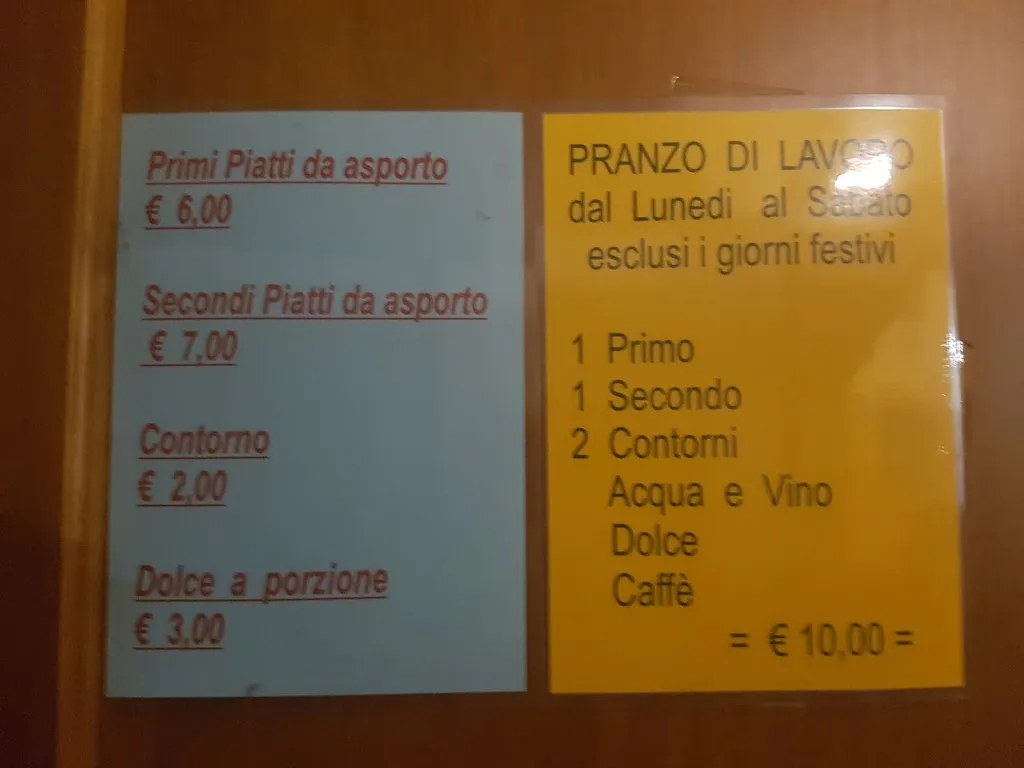 Primi Piatti da asporto
€ 6,00
Secondi Piatti da asporto
€ 7,00
Contorno
€ 2,00
Dolce a porzione
€ 3,00
PRANZO DI LAVORO
dal Lunedi al Sabato
esclusi i giorni festivi
1 Primo
1 Secondo
2 Contorni
Acqua e Vino
Dolce
Caffè
= € 10,00 =